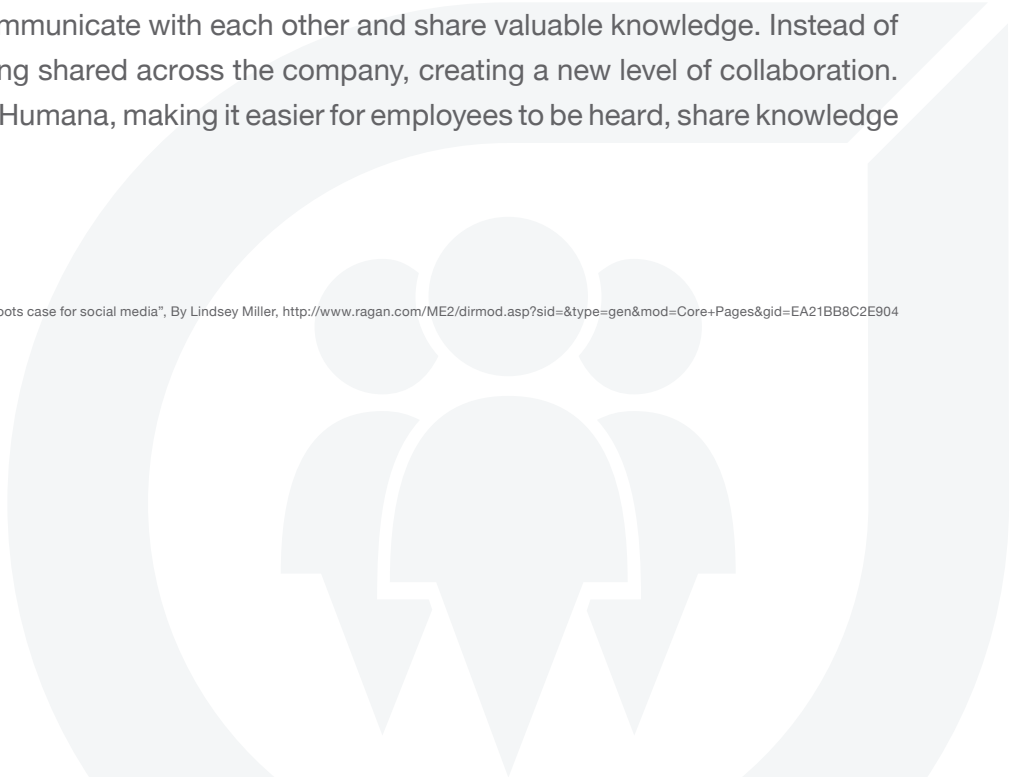 mmunicate with each other and share valuable knowledge. Instead of
ng shared across the company, creating a new level of collaboration.
Humana, making it easier for employees to be heard, share knowledge
oots case for social media”, By Lindsey Miller, http://www.ragan.com/ME2/dirmod.asp?sid=&type=gen&mod=Core+Pages&gid=EA21BB8C2E904